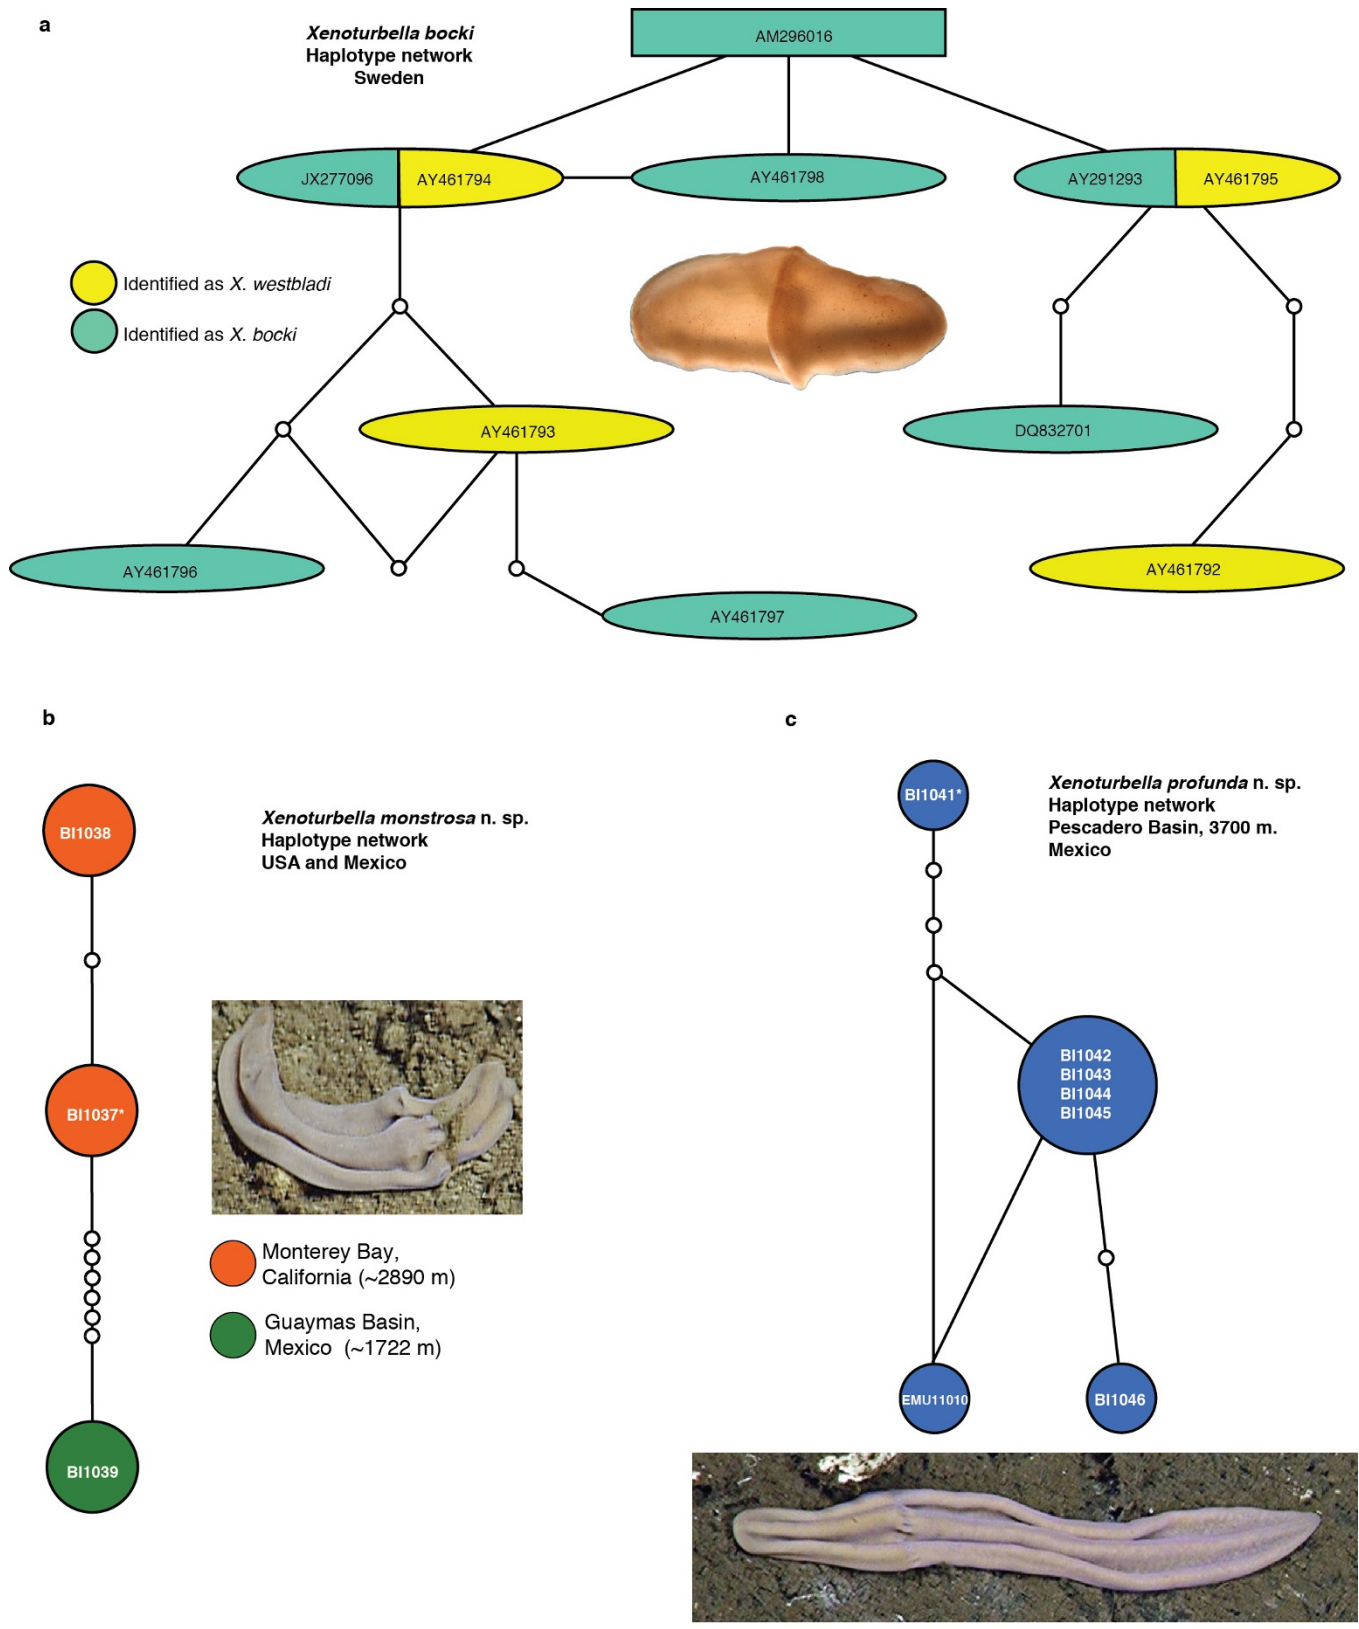 a
Xenoturbella bocki
Haplotype network
Sweden
AM296016
JX277096
AY461794
AY461798
AY291293
AY461795
Identified as X. westbladi
Identified as X. bocki
AY461793
DQ832701
AY461796
AY461792
AY461797
b
BI1038
Xenoturbella monstrosa n. sp.
Haplotype network
USA and Mexico
BI1037*
Monterey Bay,
California (~2890 m)
Guaymas Basin,
Mexico (~1722 m)
BI1039
c
BI1041*
Xenoturbella profunda n. sp.
Haplotype network
Pescadero Basin, 3700 m.
Mexico
BI1042
BI1043
BI1044
BI1045
EMU11010
BI1046